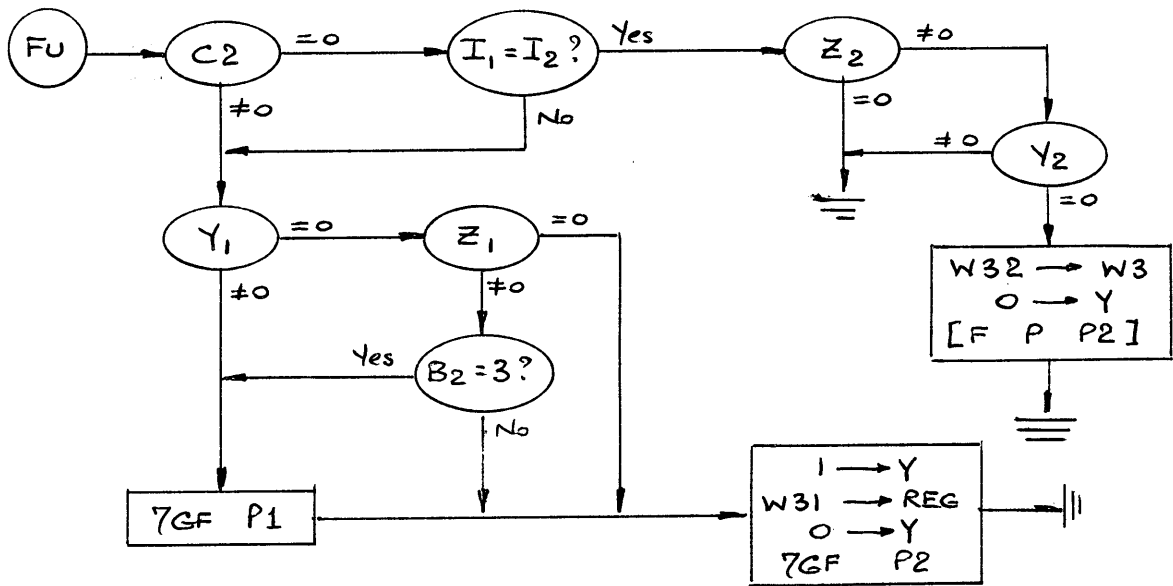 FU
C2
=0
I₁ = I₂ ?
Yes
Z₂
≠0
≠0
No
=0
≠0
Y₂
=0
Y₁
=0
Z₁
=0
≠0
≠0
W32 → W3
0 → Y
[F P P2]
Yes
B₂ = 3 ?
No
1 → Y
7GF P1
W31 → REG
0 → Y
7GF P2